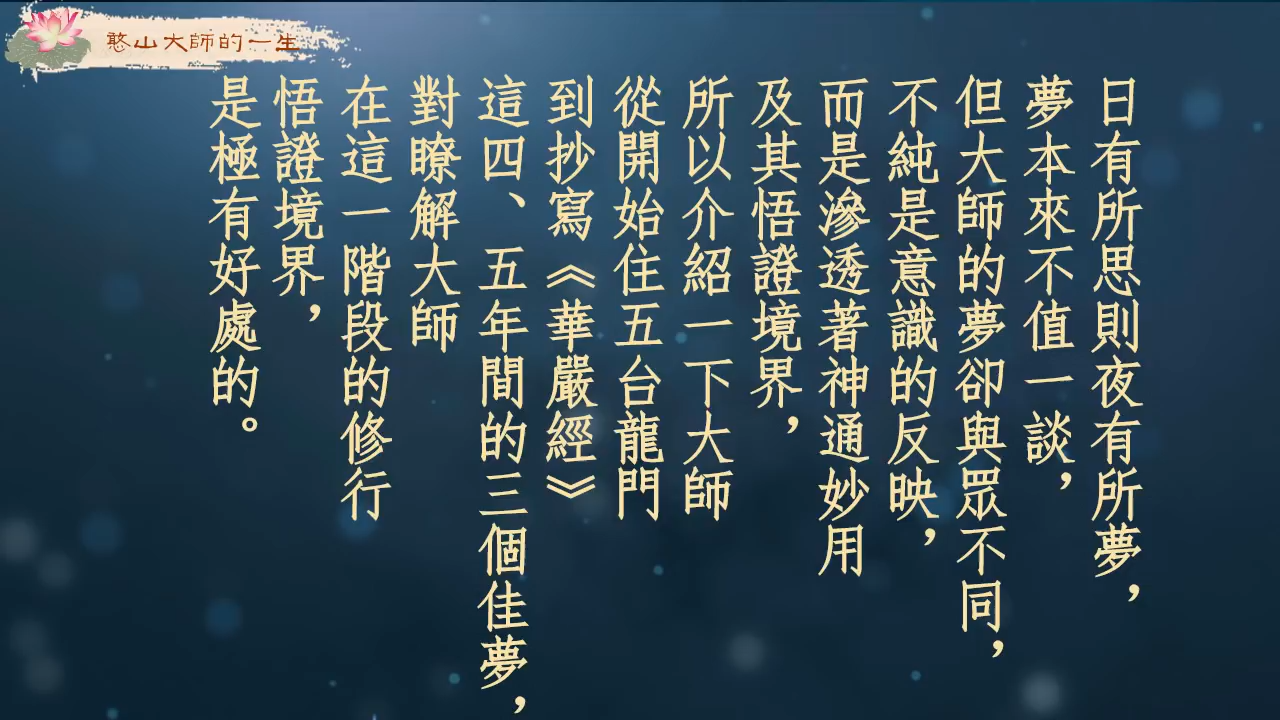 憨山大師的一生
日有所思則夜有所夢，
夢本來不值一談，
但大師的夢卻與眾不同，
不純是意識的反映，
而是滲透著神通妙用
及其悟證境界，
所以介紹一下大師
從開始住五台龍門
到抄寫《華嚴經》
這四、五年間的三個佳夢，
對瞭解大師
在這一階段的修行
悟證境界，
是極有好處的。